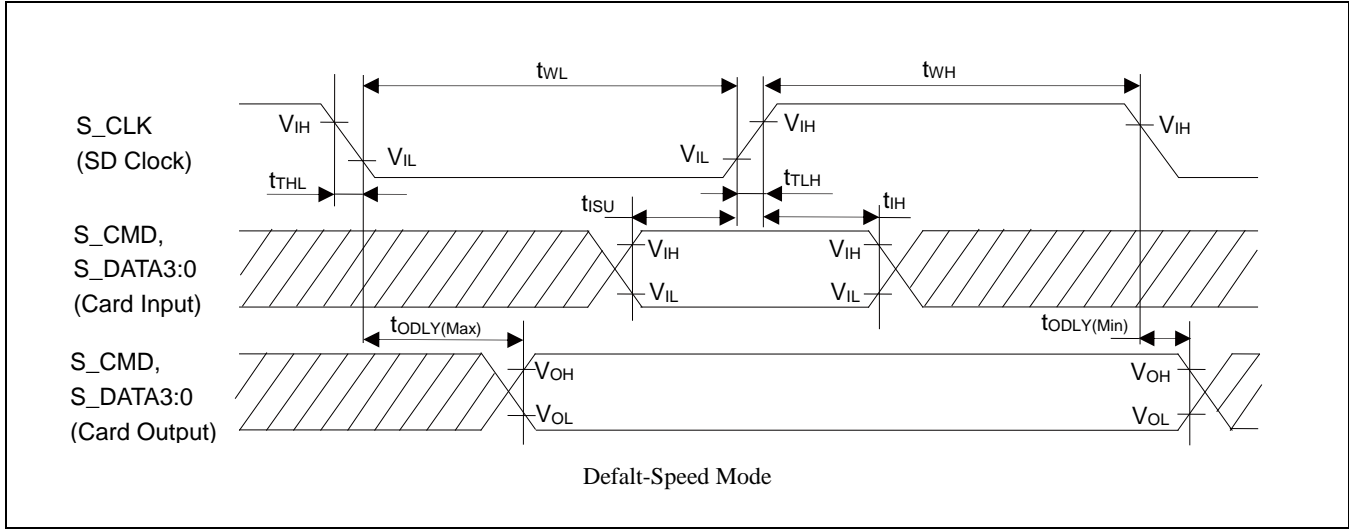 tWL
tWH
S_CLK
(SD Clock)
VIH
VIL
VIL
VIH
VIH
tTHL
tTLH
tISU
tIH
S_CMD,
S_DATA3:0
(Card Input)
VIH
VIL
VIH
VIL
tODLY(Max)
tODLY(Min)
S_CMD,
S_DATA3:0
(Card Output)
VOH
VOL
VOH
VOL
Defalt-Speed Mode